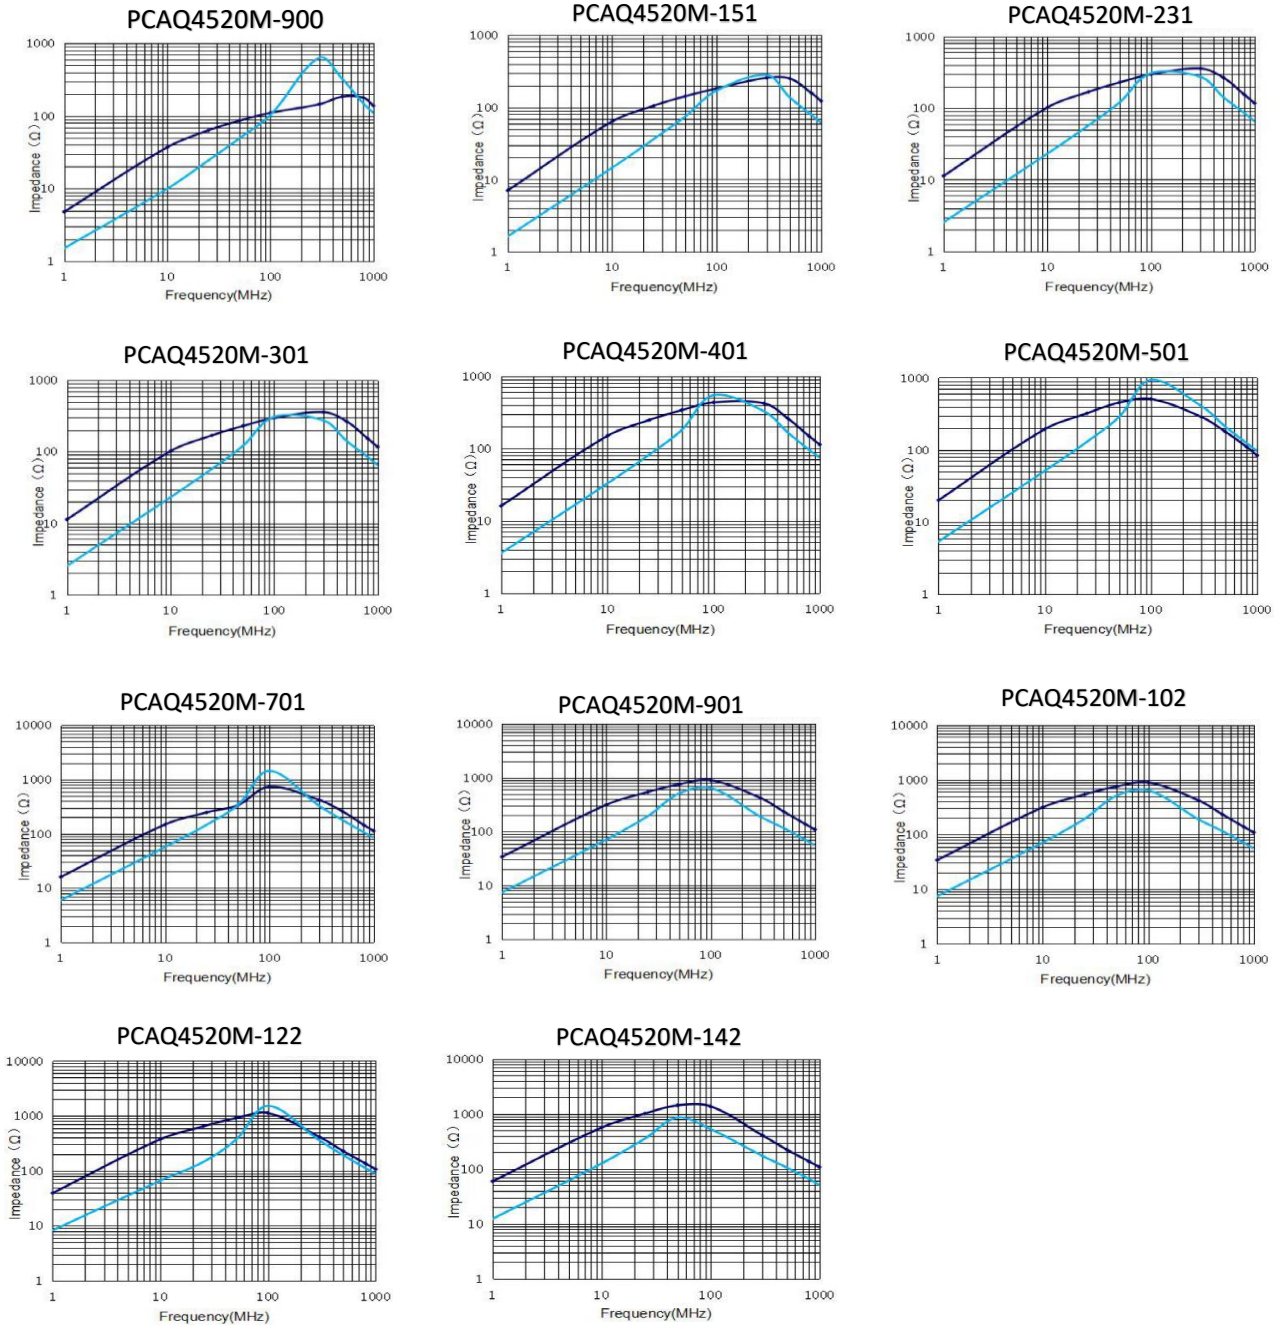 PCAQ4520M-900
1000
100
10
1
Impedance（Ω）
1 10 100 1000
Frequency(MHz)
PCAQ4520M-151
1000
100
10
1
Impedance（Ω）
1 10 100 1000
Frequency(MHz)
PCAQ4520M-231
1000
100
10
1
Impedance（Ω）
1 10 100 1000
Frequency(MHz)
PCAQ4520M-301
1000
100
10
1
Impedance（Ω）
1 10 100 1000
Frequency(MHz)
PCAQ4520M-401
1000
100
10
1
Impedance（Ω）
1 10 100 1000
Frequency(MHz)
PCAQ4520M-501
1000
100
10
1
Impedance（Ω）
1 10 100 1000
Frequency(MHz)
PCAQ4520M-701
10000
1000
100
10
1
Impedance（Ω）
1 10 100 1000
Frequency(MHz)
PCAQ4520M-901
10000
1000
100
10
1
Impedance（Ω）
1 10 100 1000
Frequency(MHz)
PCAQ4520M-102
10000
1000
100
10
1
Impedance（Ω）
1 10 100 1000
Frequency(MHz)
PCAQ4520M-122
10000
1000
100
10
1
Impedance（Ω）
1 10 100 1000
Frequency(MHz)
PCAQ4520M-142
10000
1000
100
10
1
Impedance（Ω）
1 10 100 1000
Frequency(MHz)